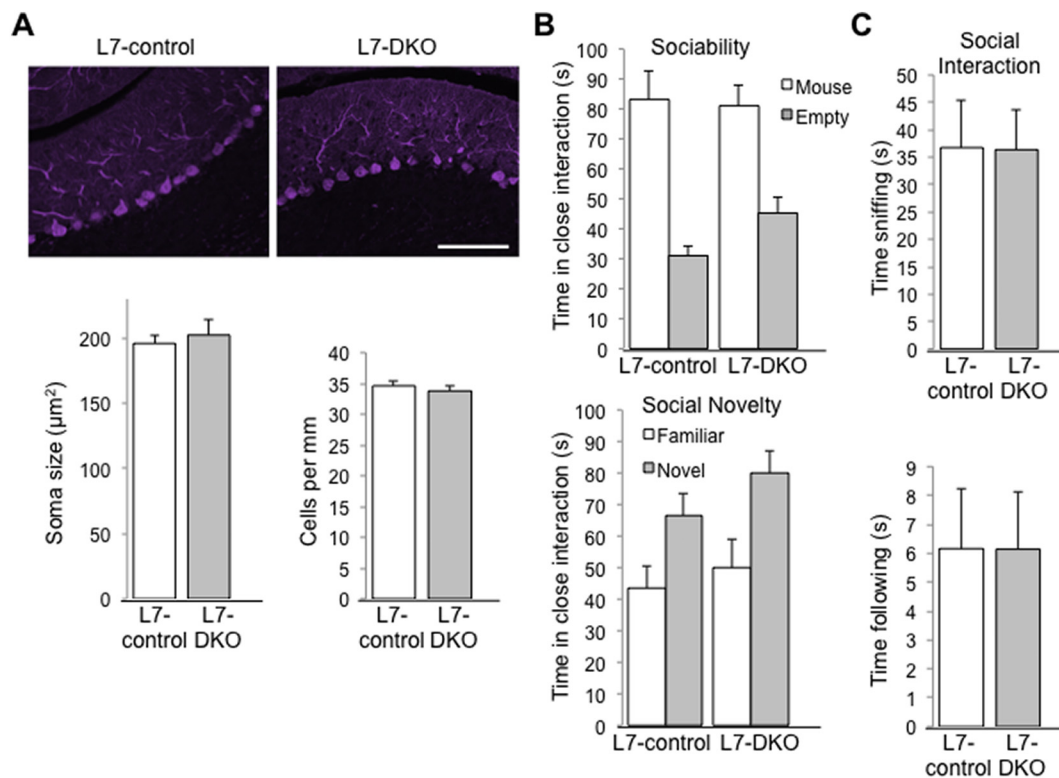 A
L7-control
L7-DKO
Soma size (µm²)
200
150
100
50
0
L7-
control
L7-
DKO
Cells per mm
40
35
30
25
20
15
10
5
0
L7-
control
L7-
DKO
B
Sociability
Mouse
Empty
Time in close interaction (s)
100
90
80
70
60
50
40
30
20
10
0
L7-control
L7-DKO
Social Novelty
Familiar
Novel
Time in close interaction (s)
100
90
80
70
60
50
40
30
20
10
0
L7-control
L7-DKO
C
Social
Interaction
Time sniffing (s)
50
45
40
35
30
25
20
15
10
5
0
L7-
control
L7-
DKO
Time following (s)
9
8
7
6
5
4
3
2
1
0
L7-
control
L7-
DKO